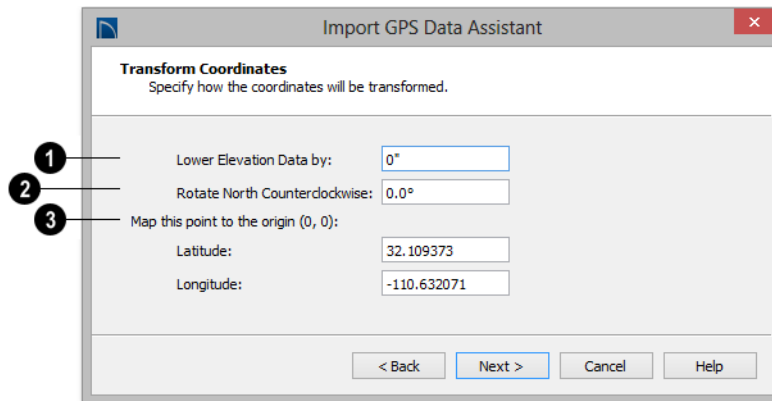 Import GPS Data Assistant
Transform Coordinates
Specify how the coordinates will be transformed.
1 Lower Elevation Data by: 0"
2 Rotate North Counterclockwise: 0.0°
3 Map this point to the origin (0, 0):
Latitude: 32.109373
Longitude: -110.632071
< Back Next > Cancel Help